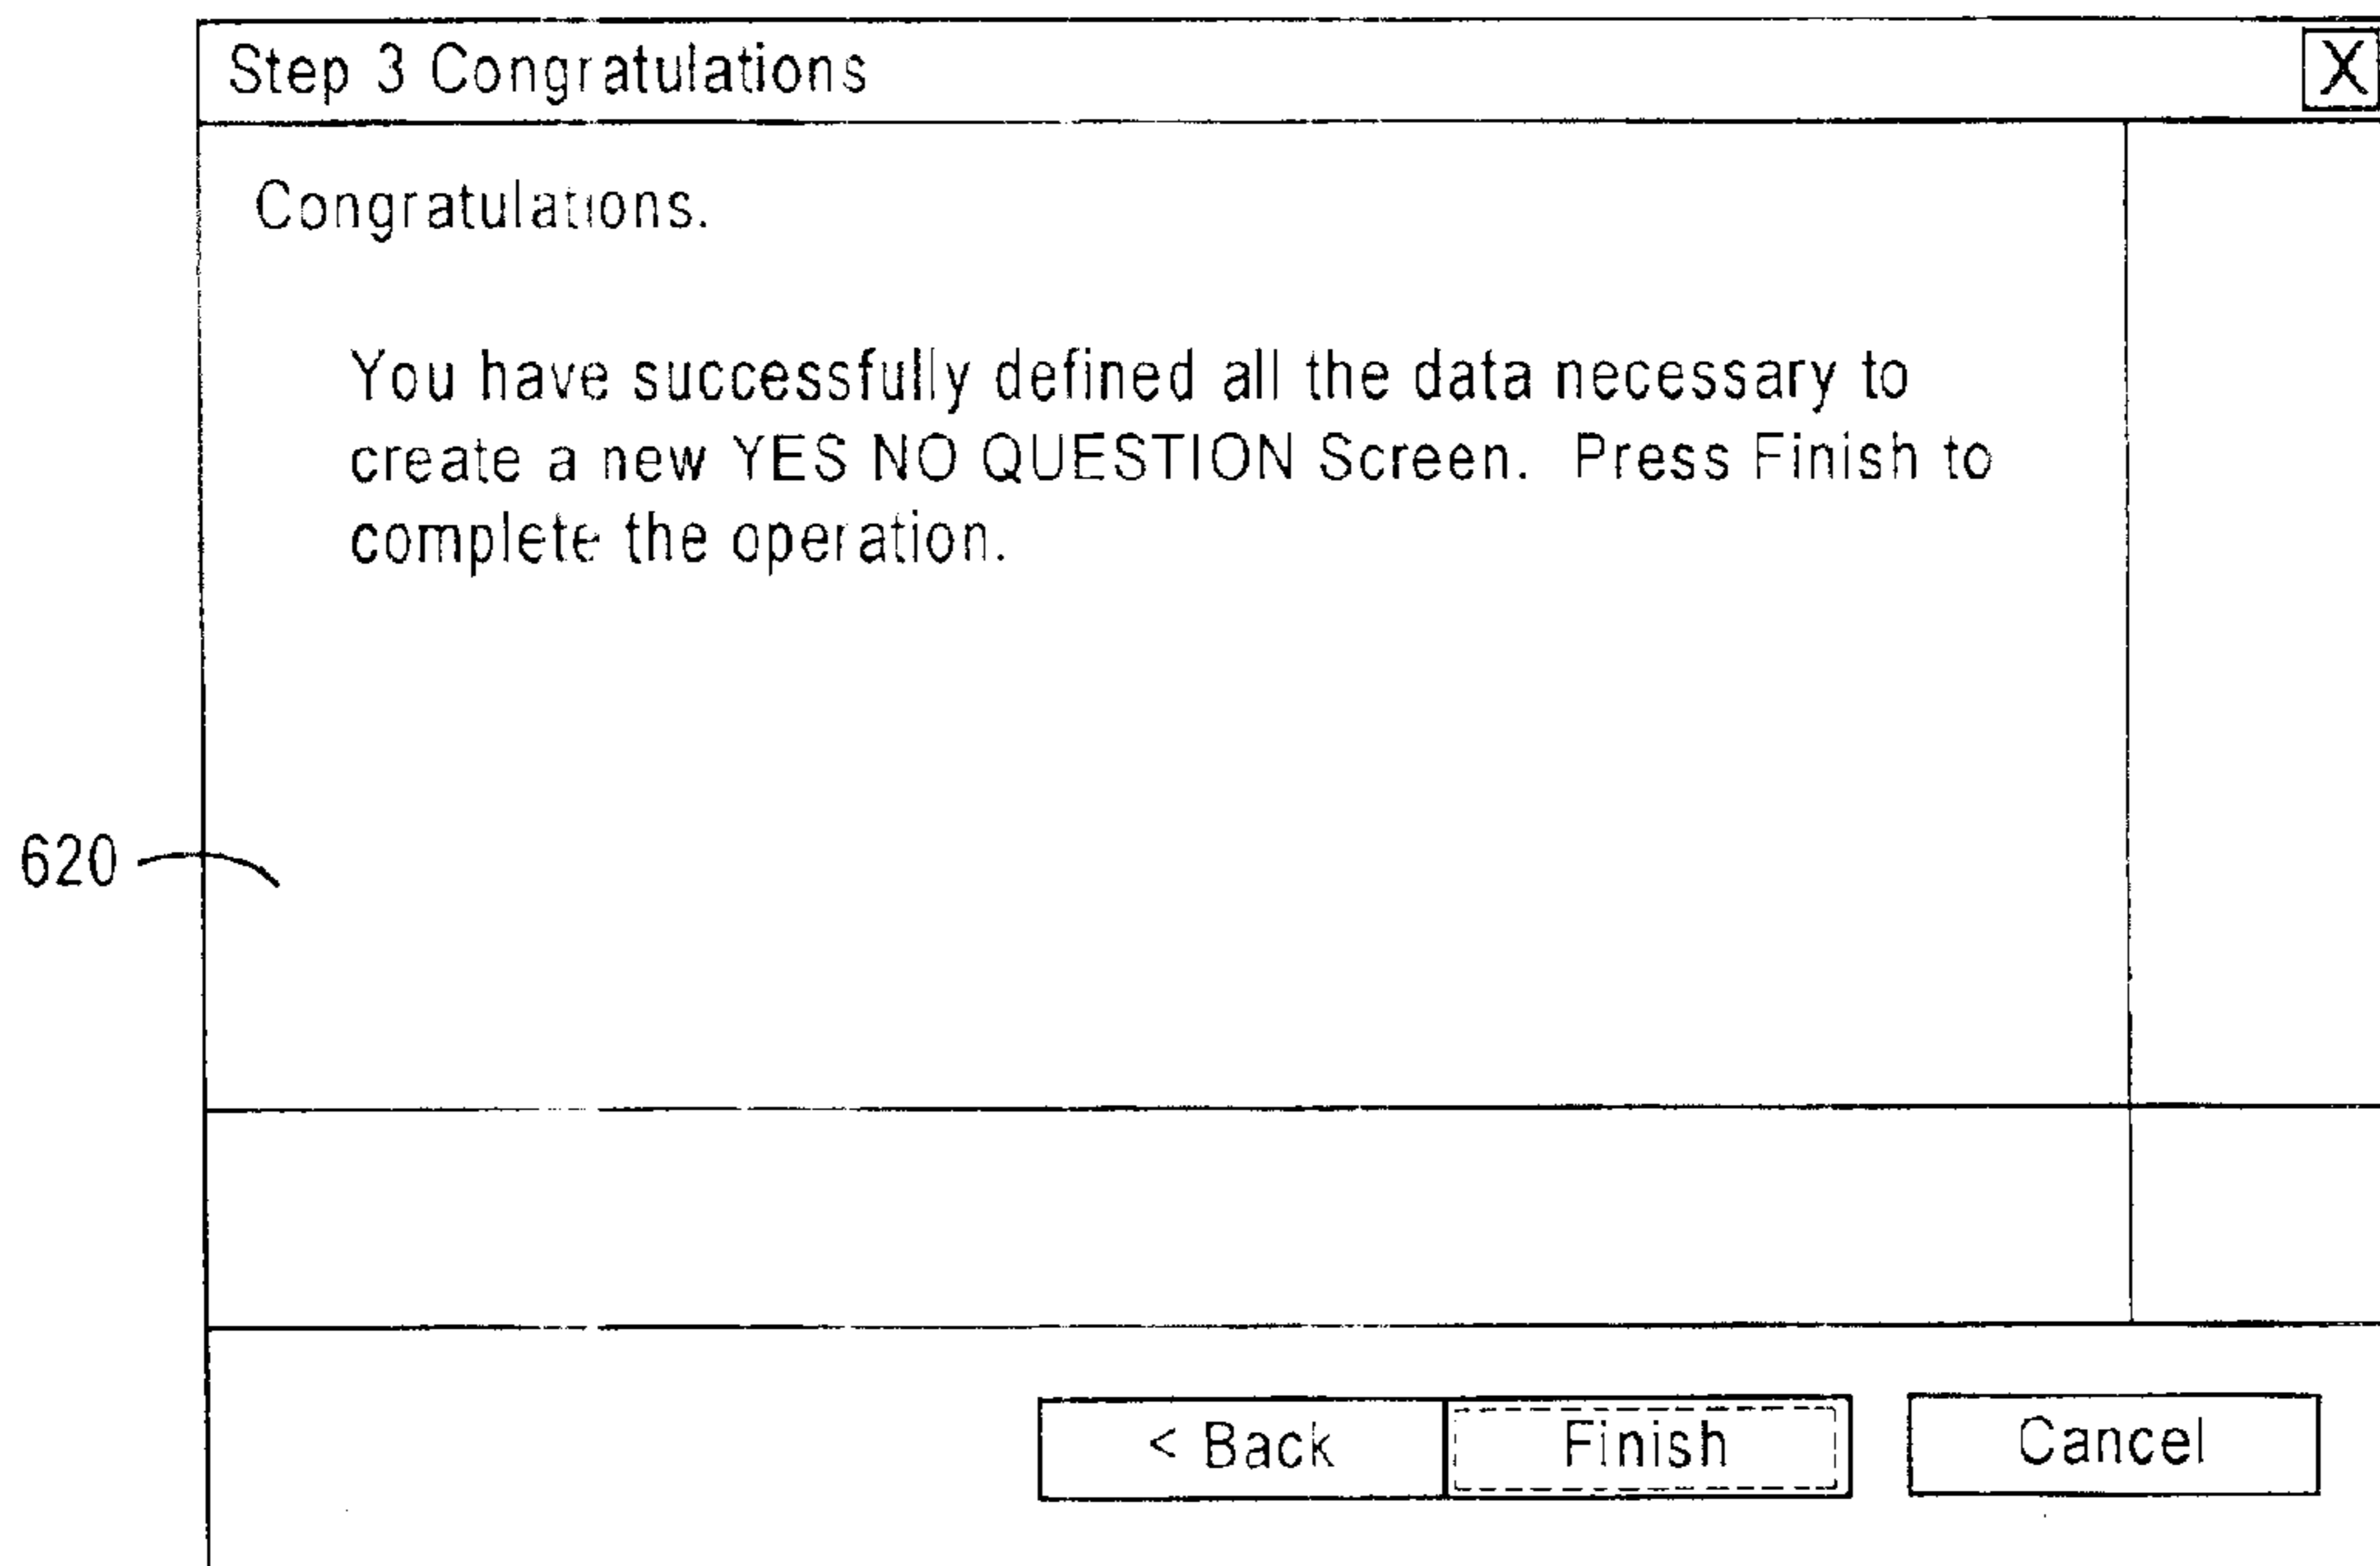 Step 3 Congratulations
X
Congratulations.
You have successfully defined all the data necessary to
create a new YES NO QUESTION Screen. Press Finish to
complete the operation.
620
< Back
Finish
Cancel